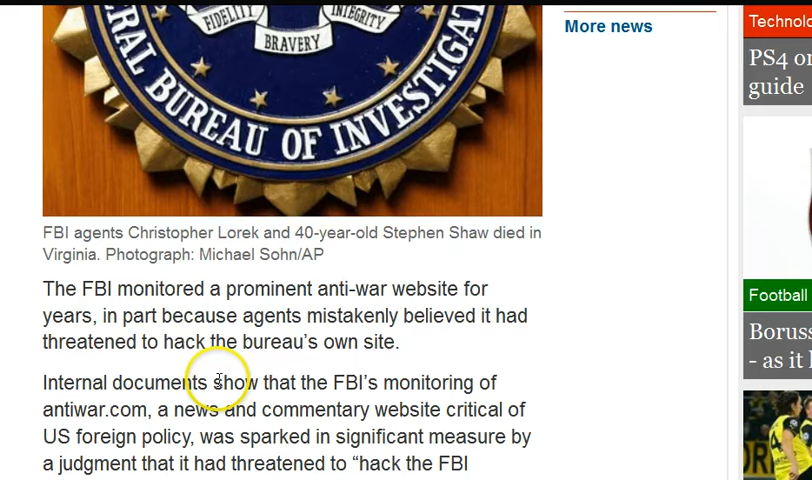 FIDELITY
BRAVERY
INTEGRITY
ERAL BUREAU OF INVESTIGAT
More news
Technolo
PS4 or
guide
FBI agents Christopher Lorek and 40-year-old Stephen Shaw died in
Virginia. Photograph: Michael Sohn/AP
The FBI monitored a prominent anti-war website for
years, in part because agents mistakenly believed it had
threatened to hack the bureau's own site.
Internal documents show that the FBI's monitoring of
antiwar.com, a news and commentary website critical of
US foreign policy, was sparked in significant measure by
a judgment that it had threatened to “hack the FBI
Football
Boruss
- as it h